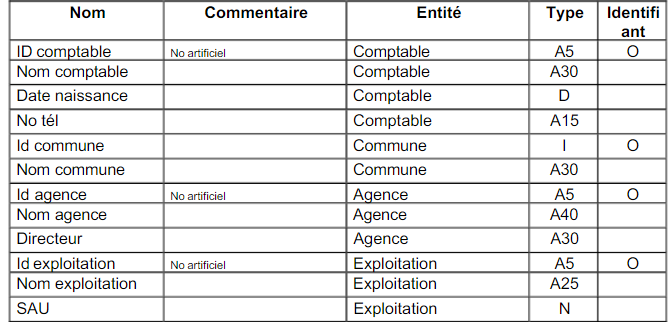 Nom Commentaire Entité Type Identifi
ant
ID comptable No artificiel Comptable A5 O
Nom comptable Comptable A30
Date naissance Comptable D
No tél Comptable A15
Id commune Commune I O
Nom commune Commune A30
Id agence No artificiel Agence A5 O
Nom agence Agence A40
Directeur Agence A30
Id exploitation No artificiel Exploitation A5 O
Nom exploitation Exploitation A25
SAU Exploitation N